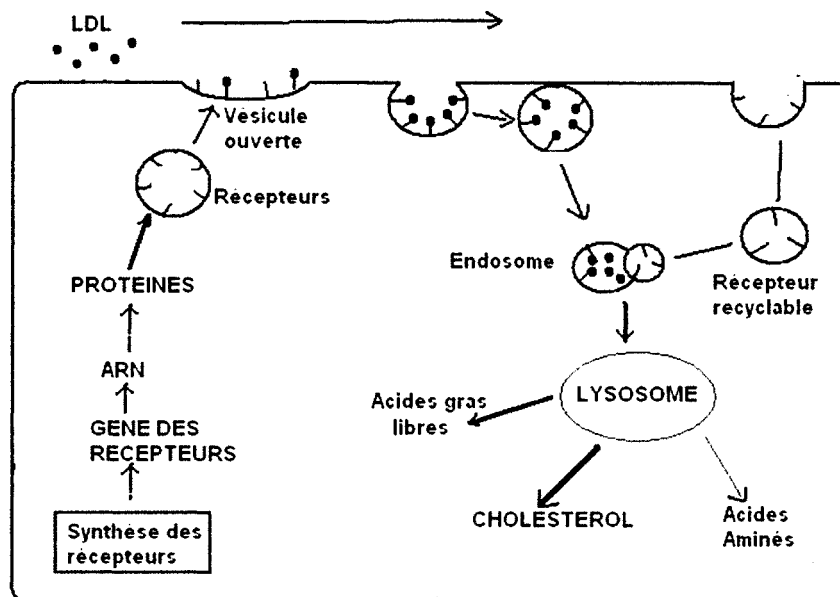 LDL
Vésicule
ouverte
Récepteurs
PROTEINES
ARN
GENE DES
RECEPTEURS
Synthèse des
récepteurs
Endosome
Récepteur
recyclable
LYSOSOME
Acides gras
libres
CHOLESTEROL
Acides
Aminés